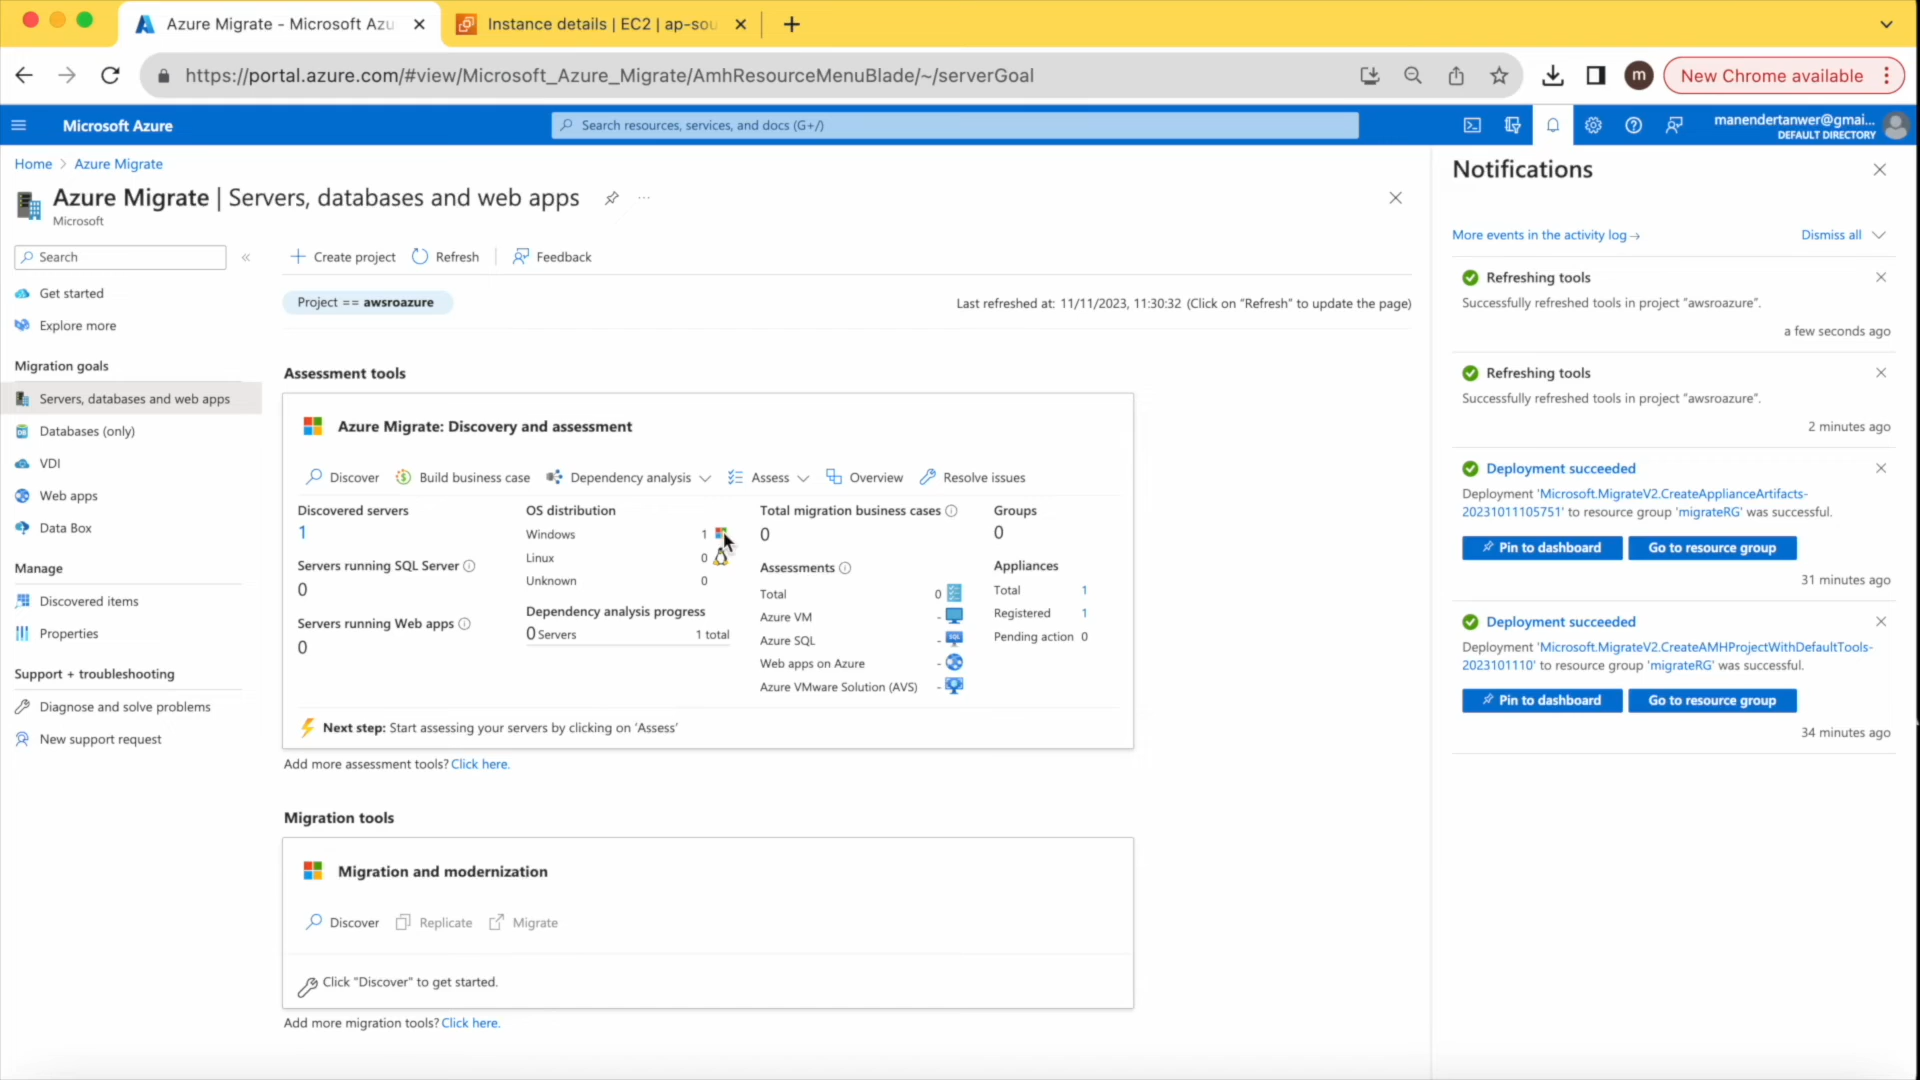 Azure Migrate - Microsoft Azu
Instance details | EC2 | ap-sou
https://portal.azure.com/#view/Microsoft_Azure_Migrate/AmhResourceMenuBlade/~/serverGoal
m
New Chrome available
Microsoft Azure
Search resources, services, and docs (G+/)
manendertanwer@gmai...
DEFAULT DIRECTORY
Home > Azure Migrate
Azure Migrate | Servers, databases and web apps
Microsoft
Search
Get started
Explore more
Migration goals
Servers, databases and web apps
Databases (only)
VDI
Web apps
Data Box
Manage
Discovered items
Properties
Support + troubleshooting
Diagnose and solve problems
New support request
Create project
Refresh
Feedback
Project == awsroazure
Last refreshed at: 11/11/2023, 11:30:32 (Click on "Refresh" to update the page)
Assessment tools
Azure Migrate: Discovery and assessment
Discover
Build business case
Dependency analysis
Assess
Overview
Resolve issues
Discovered servers
1
Servers running SQL Server
0
Servers running Web apps
0
OS distribution
Windows 1
Linux 0
Unknown 0
Dependency analysis progress
0 Servers 1 total
Total migration business cases
0
Assessments
Total 0
Azure VM -
Azure SQL -
Web apps on Azure -
Azure VMware Solution (AVS) -
Groups
0
Appliances
Total 1
Registered 1
Pending action 0
Next step: Start assessing your servers by clicking on 'Assess'
Add more assessment tools? Click here.
Migration tools
Migration and modernization
Discover
Replicate
Migrate
Click "Discover" to get started.
Add more migration tools? Click here.
Notifications
More events in the activity log →
Dismiss all
Refreshing tools
Successfully refreshed tools in project "awsroazure".
a few seconds ago
Refreshing tools
Successfully refreshed tools in project "awsroazure".
2 minutes ago
Deployment succeeded
Deployment 'Microsoft.MigrateV2.CreateApplianceArtifacts-
20231011105751' to resource group 'migrateRG' was successful.
Pin to dashboard
Go to resource group
31 minutes ago
Deployment succeeded
Deployment 'Microsoft.MigrateV2.CreateAMHProjectWithDefaultTools-
2023101110' to resource group 'migrateRG' was successful.
Pin to dashboard
Go to resource group
34 minutes ago